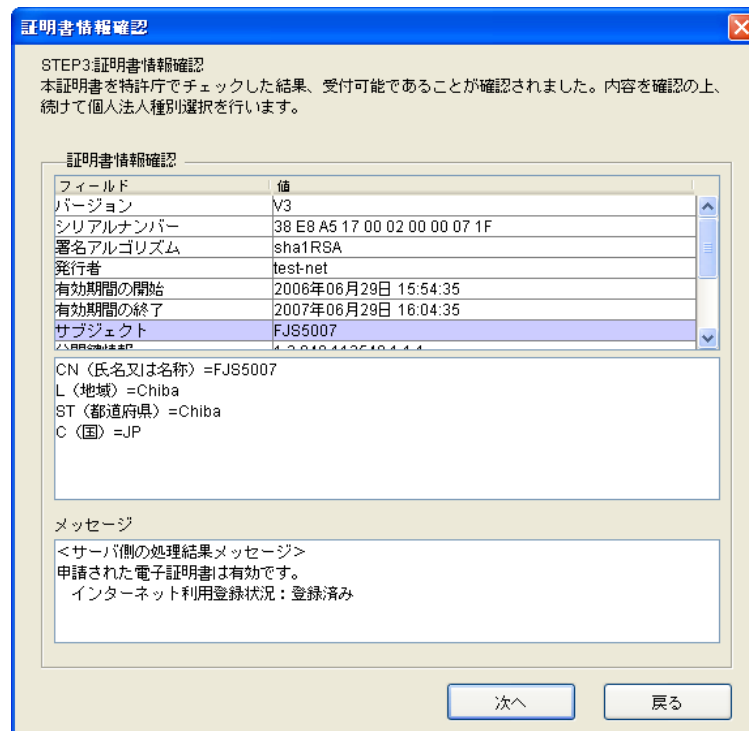 証明書情報確認
STEP3:証明書情報確認
本証明書を特許庁でチェックした結果、受付可能であることが確認されました。内容を確認の上、
続けて個人法人種別選択を行います。
証明書情報確認
フィールド 値
バージョン V3
シリアルナンバー 38 E8 A5 17 00 02 00 00 07 1F
署名アルゴリズム sha1RSA
発行者 test-net
有効期間の開始 2006年06月29日 15:54:35
有効期間の終了 2007年06月29日 16:04:35
サブジェクト FJS5007
CN（氏名又は名称）=FJS5007
L（地域）=Chiba
ST（都道府県）=Chiba
C（国）=JP
メッセージ
＜サーバ側の処理結果メッセージ＞
申請された電子証明書は有効です。
インターネット利用登録状況：登録済み
次へ 戻る